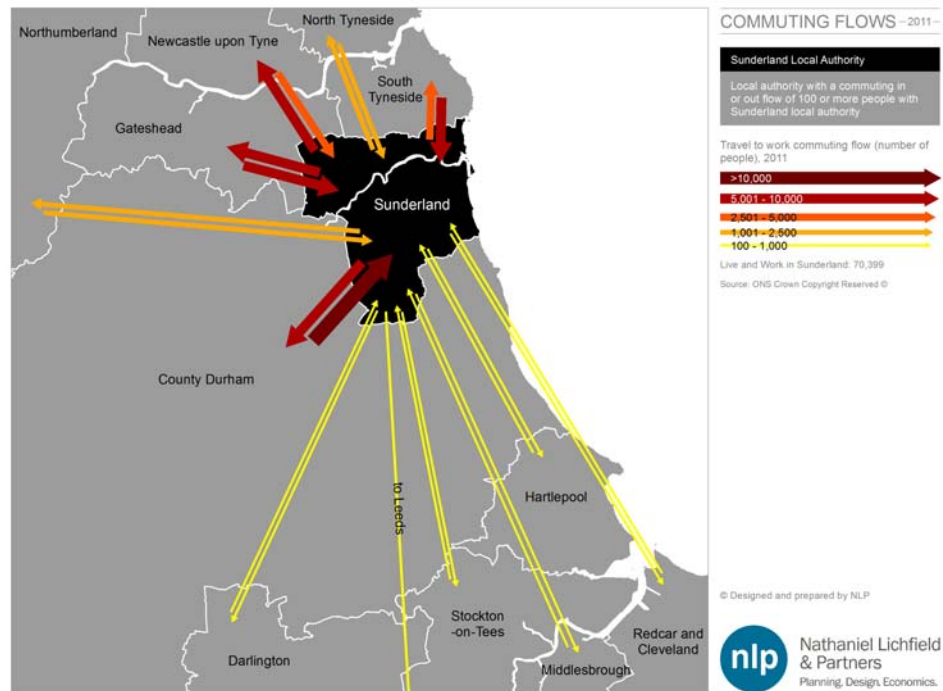 North Tyneside
Northumberland
Newcastle upon Tyne
South
Tyneside
Gateshead
Sunderland
County Durham
to Leeds
Hartlepool
Stockton
-on-Tees
Darlington
Middlesbrough
Redcar and
Cleveland
COMMUTING FLOWS – 2011 –
Sunderland Local Authority
Local authority with a commuting in
or out flow of 100 or more people with
Sunderland local authority
Travel to work commuting flow (number of
people), 2011
>10,000
5,001 - 10,000
2,501 - 5,000
1,001 - 2,500
100 - 1,000
Live and Work in Sunderland: 70,399
Source: ONS Crown Copyright Reserved ©
© Designed and prepared by NLP
nlp
Nathaniel Lichfield
& Partners
Planning. Design. Economics.